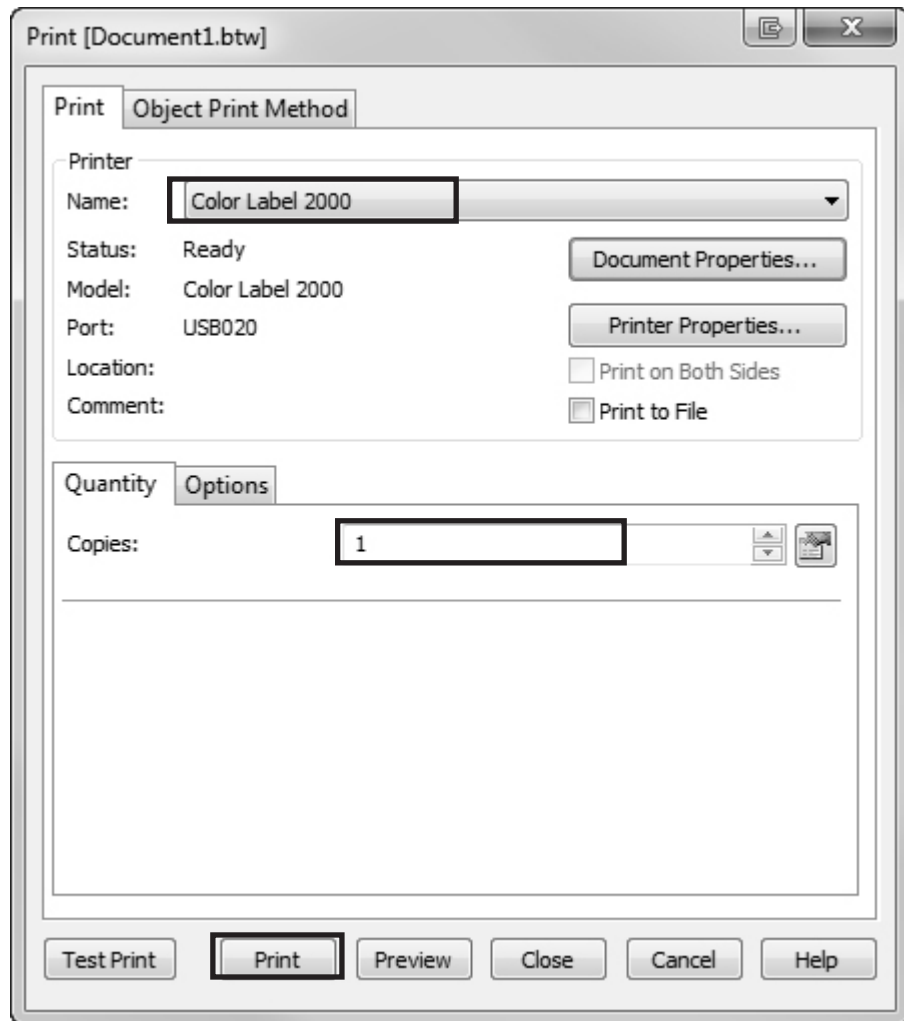 Print [Document1.btw]
Print Object Print Method
Printer
Name: Color Label 2000
Status: Ready
Document Properties...
Model: Color Label 2000
Port: USB020
Printer Properties...
Location:
Print on Both Sides
Comment:
Print to File
Quantity Options
Copies: 1
Test Print Print Preview Close Cancel Help